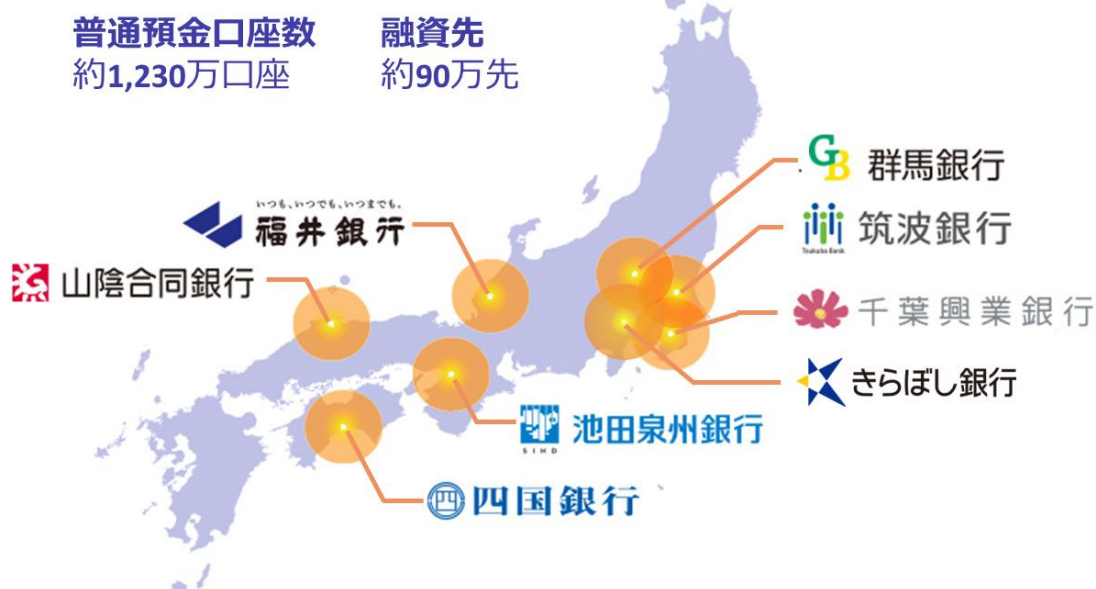 普通預金口座数
約1,230万口座
融資先
約90万先
GB 群馬銀行
いつも、いつでも、いつまでも。
福井銀行
筑波銀行
Tsukuba Bank
山陰合同銀行
千葉興業銀行
きらぼし銀行
池田泉州銀行
SIHD
四国銀行